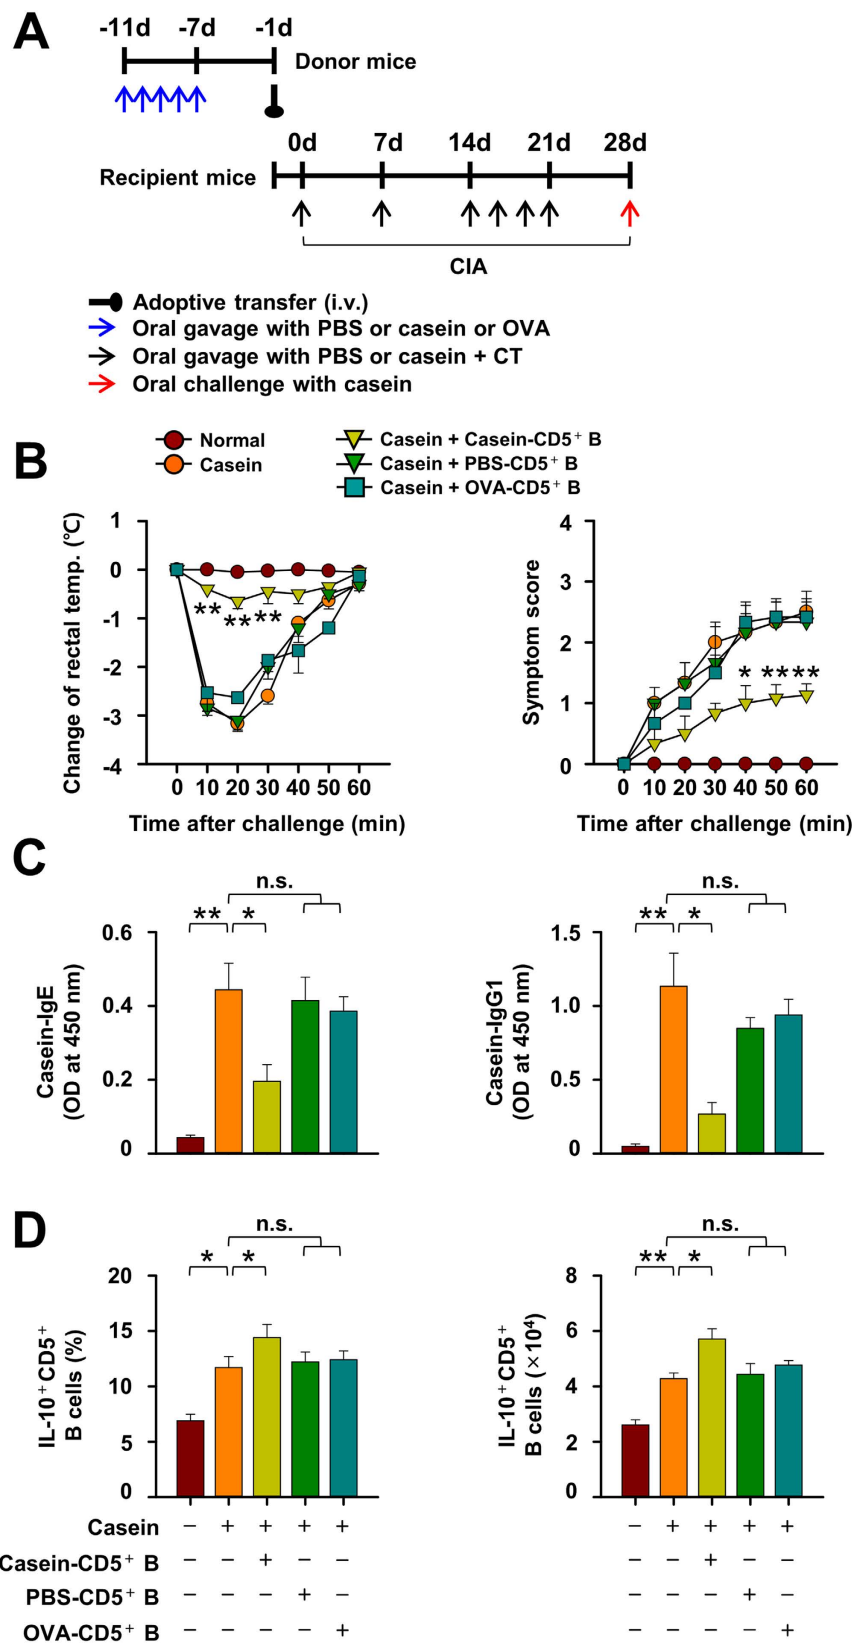 A
-11d -7d -1d
Donor mice
0d 7d 14d 21d 28d
Recipient mice
CIA
Adoptive transfer (i.v.)
Oral gavage with PBS or casein or OVA
Oral gavage with PBS or casein + CT
Oral challenge with casein
B
Normal
Casein
Casein + Casein-CD5⁺ B
Casein + PBS-CD5⁺ B
Casein + OVA-CD5⁺ B
Change of rectal temp. (℃)
1
0
-1
-2
-3
-4
** ** **
0 10 20 30 40 50 60
Time after challenge (min)
Symptom score
4
3
2
1
0
* ** **
0 10 20 30 40 50 60
Time after challenge (min)
C
Casein-IgE
(OD at 450 nm)
n.s.
** *
0.6
0.4
0.2
0
Casein-IgG1
(OD at 450 nm)
n.s.
** *
1.5
1.0
0.5
0
D
IL-10⁺CD5⁺
B cells (%)
n.s.
* *
20
15
10
5
0
IL-10⁺CD5⁺
B cells (×10⁴)
n.s.
** *
8
6
4
2
0
Casein − + + + + − + + + +
Casein-CD5⁺ B − − + − − − − + − −
PBS-CD5⁺ B − − − + − − − − + −
OVA-CD5⁺ B − − − − + − − − − +